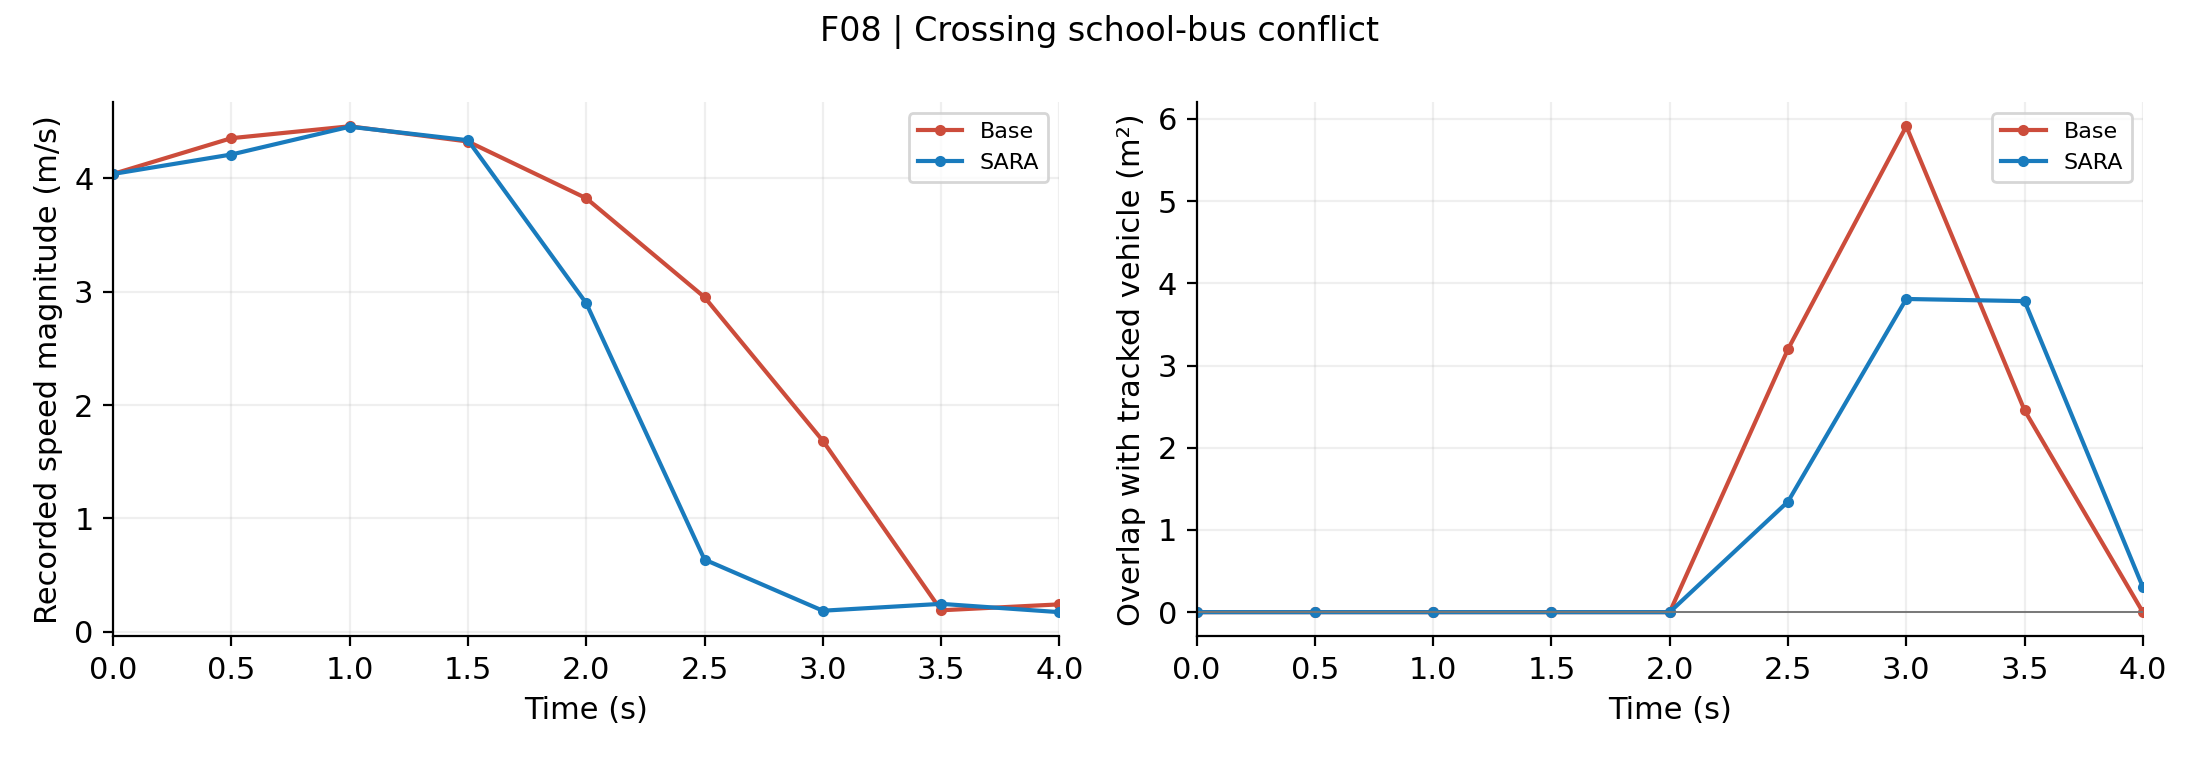 F08 | Crossing school-bus conflict
Recorded speed magnitude (m/s)
4
3
2
1
0
Base
SARA
0.0 0.5 1.0 1.5 2.0 2.5 3.0 3.5 4.0
Time (s)
Overlap with tracked vehicle (m²)
6
5
4
3
2
1
0
Base
SARA
0.0 0.5 1.0 1.5 2.0 2.5 3.0 3.5 4.0
Time (s)